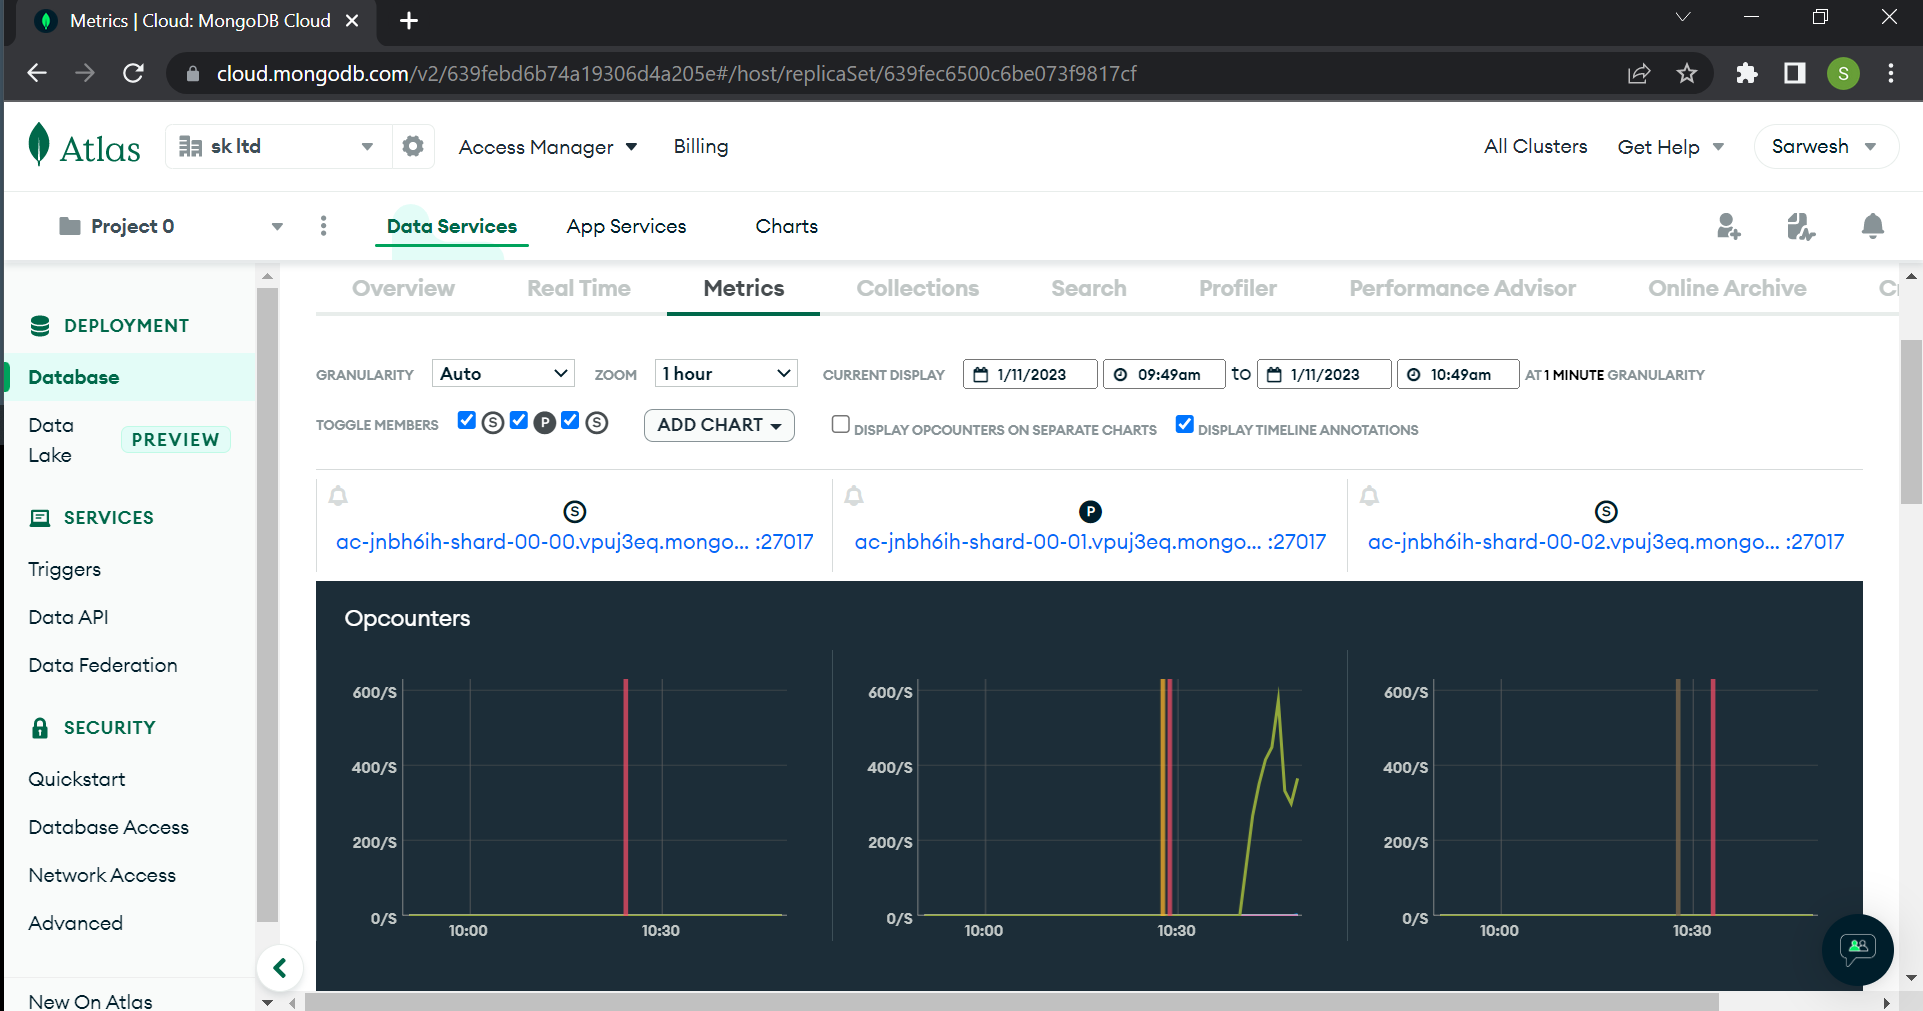 Metrics | Cloud: MongoDB Cloud
cloud.mongodb.com/v2/639febd6b74a19306d4a205e#/host/replicaSet/639fec6500c6be073f9817cf
S
Atlas
sk ltd
Access Manager
Billing
All Clusters
Get Help
Sarwesh
Project 0
Data Services
App Services
Charts
Overview
Real Time
Metrics
Collections
Search
Profiler
Performance Advisor
Online Archive
DEPLOYMENT
Database
Data
Lake
PREVIEW
SERVICES
Triggers
Data API
Data Federation
SECURITY
Quickstart
Database Access
Network Access
Advanced
New On Atlas
GRANULARITY Auto ZOOM 1 hour CURRENT DISPLAY 1/11/2023 09:49am to 1/11/2023 10:49am AT 1 MINUTE GRANULARITY
TOGGLE MEMBERS S P S ADD CHART DISPLAY OPCOUNTERS ON SEPARATE CHARTS DISPLAY TIMELINE ANNOTATIONS
S
ac-jnbh6ih-shard-00-00.vpuj3eq.mongo... :27017
P
ac-jnbh6ih-shard-00-01.vpuj3eq.mongo... :27017
S
ac-jnbh6ih-shard-00-02.vpuj3eq.mongo... :27017
Opcounters
600/S
400/S
200/S
0/S
10:00
10:30
600/S
400/S
200/S
0/S
10:00
10:30
600/S
400/S
200/S
0/S
10:00
10:30